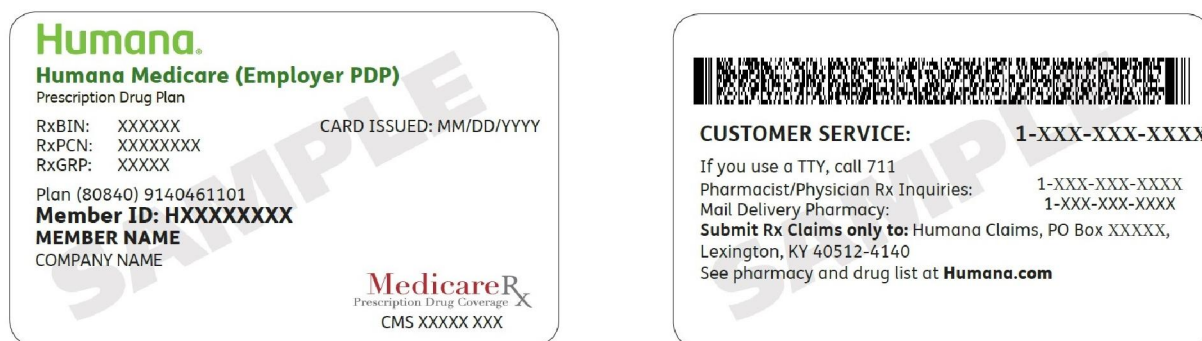 Humana®
Humana Medicare (Employer PDP)
Prescription Drug Plan
RxBIN: XXXXXX
CARD ISSUED: MM/DD/YYYY
RxPCN: XXXXXXXX
RxGRP: XXXXX
Plan (80840) 9140461101
Member ID: HXXXXXXXX
MEMBER NAME
COMPANY NAME
MedicareRx
Prescription Drug Coverage
CMS XXXXX XXX
SAMPLE
CUSTOMER SERVICE: 1-XXX-XXX-XXXX
If you use a TTY, call 711
Pharmacist/Physician Rx Inquiries: 1-XXX-XXX-XXXX
Mail Delivery Pharmacy: 1-XXX-XXX-XXXX
Submit Rx Claims only to: Humana Claims, PO Box XXXXX,
Lexington, KY 40512-4140
See pharmacy and drug list at Humana.com
SAMPLE